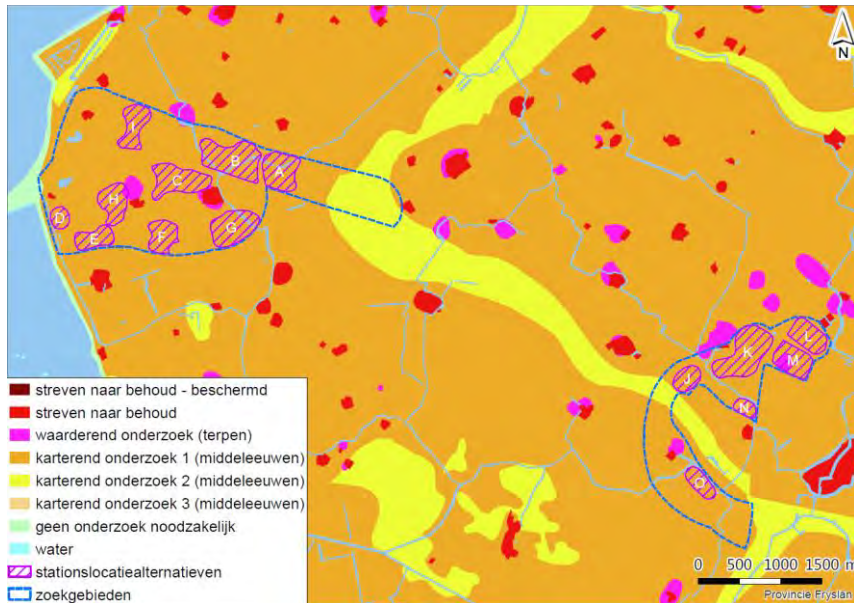 N
I
B
A
C
H
D
E
F
G
L
K
M
J
N
O
streven naar behoud - beschermd
streven naar behoud
waarderend onderzoek (terpen)
karterend onderzoek 1 (middeleeuwen)
karterend onderzoek 2 (middeleeuwen)
karterend onderzoek 3 (middeleeuwen)
geen onderzoek noodzakelijk
water
stationslocatiealternatieven
zoekgebieden
0 500 1000 1500 m
Provincie Fryslân